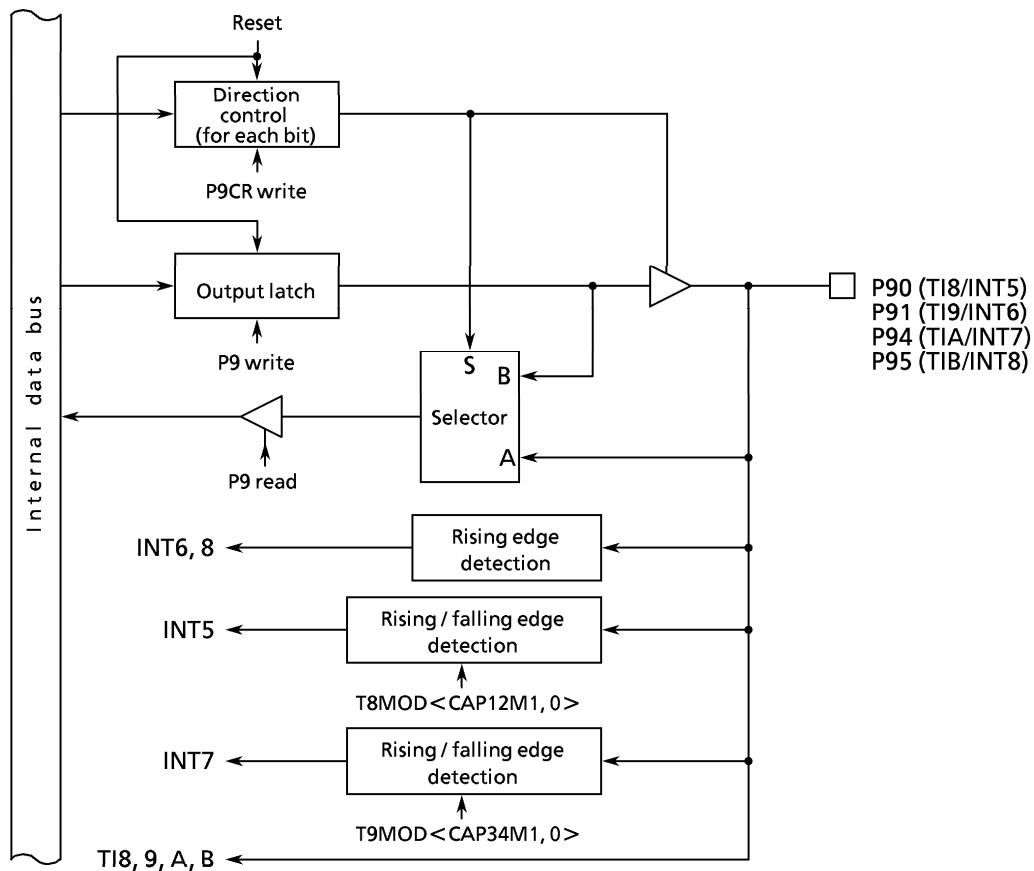 Reset
Direction
control
(for each bit)
P9CR write
Output latch
P9 write
P90 (TI8/INT5)
P91 (TI9/INT6)
P94 (TIA/INT7)
P95 (TIB/INT8)
S
B
Selector
A
P9 read
Internal data bus
INT6, 8
Rising edge
detection
INT5
Rising / falling edge
detection
T8MOD<CAP12M1, 0>
INT7
Rising / falling edge
detection
T9MOD<CAP34M1, 0>
TI8, 9, A, B